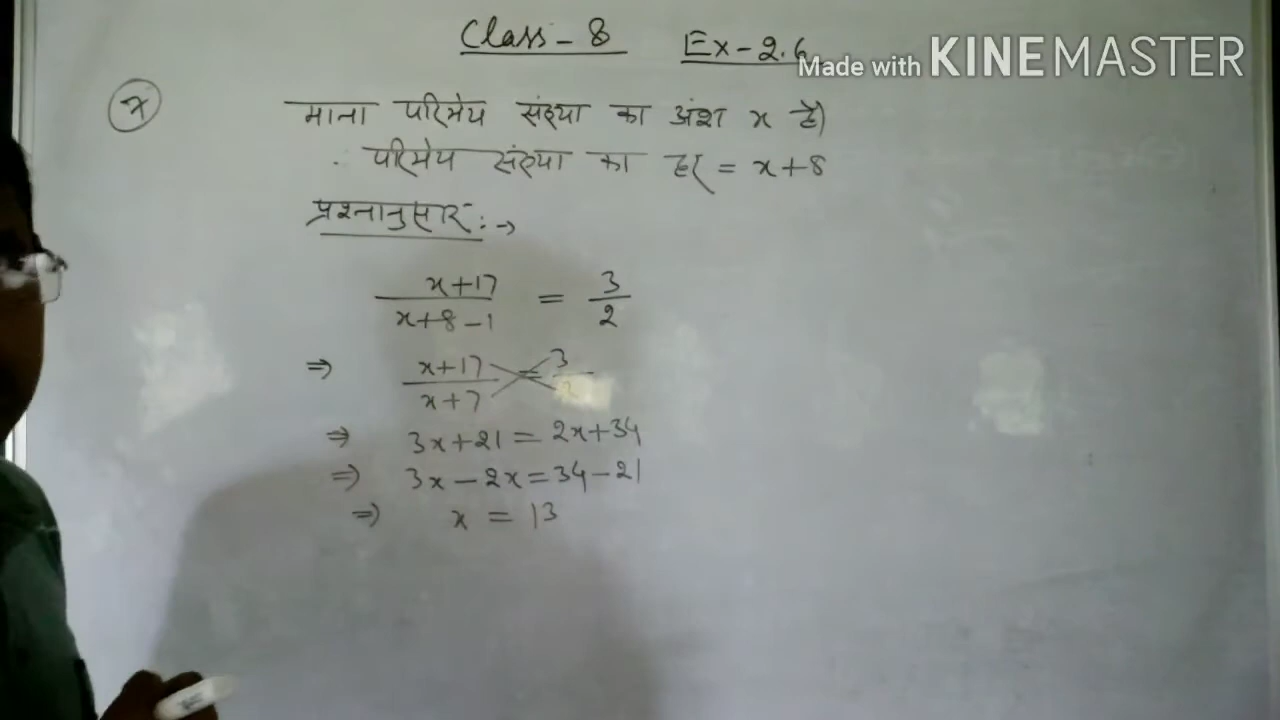 Class-8 Ex-2.6
Made with KINEMASTER
माना परिमेय संख्या का अंश x है।
परिमेय संख्या का हर = x+8
प्रश्नानुसार:→
x+17 / x+8-1 = 3/2
⇒ x+17 / x+7 = 3/2
⇒ 3x+21 = 2x+34
⇒ 3x-2x = 34-21
⇒ x = 13